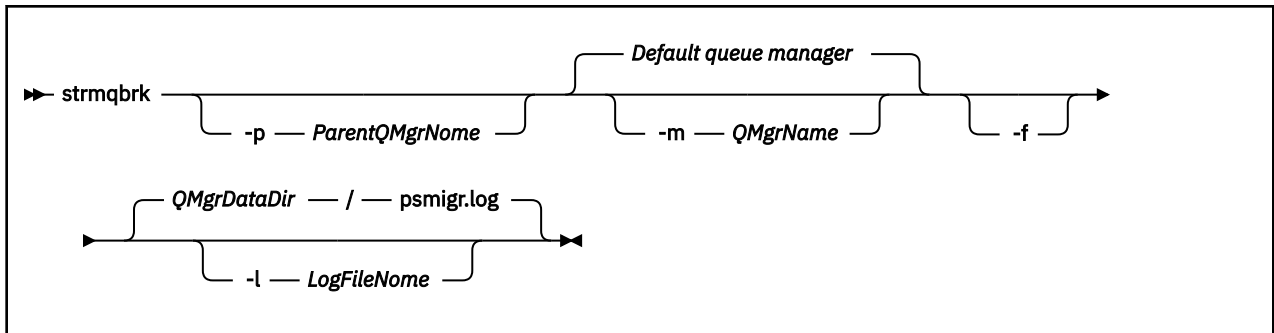 Default queue manager
strmqbrk
-p ParentQMgrNome
-m QMgrName
-f
QMgrDataDir / psmigr.log
-l LogFileNome